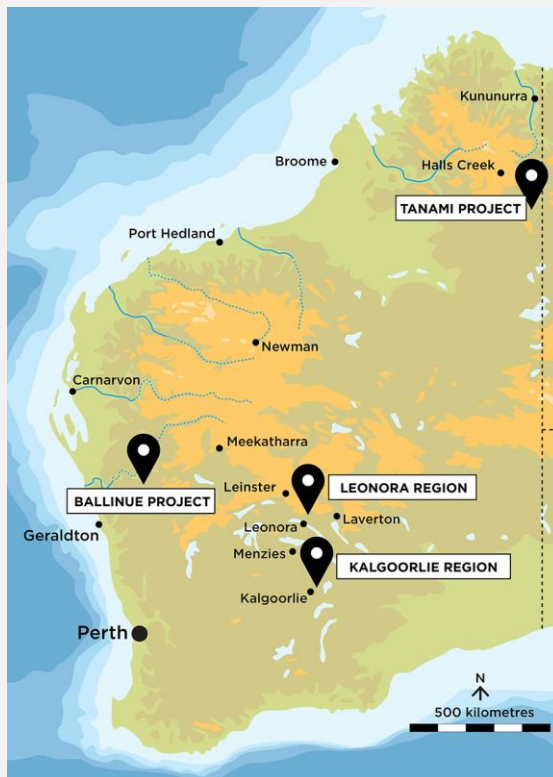 Kununurra
Broome
Halls Creek
TANAMI PROJECT
Port Hedland
Newman
Carnarvon
Meekatharra
BALLINUE PROJECT
Leinster
LEONORA REGION
Leonora
Laverton
Geraldton
Menzies
KALGOORLIE REGION
Kalgoorlie
Perth
N
500 kilometres